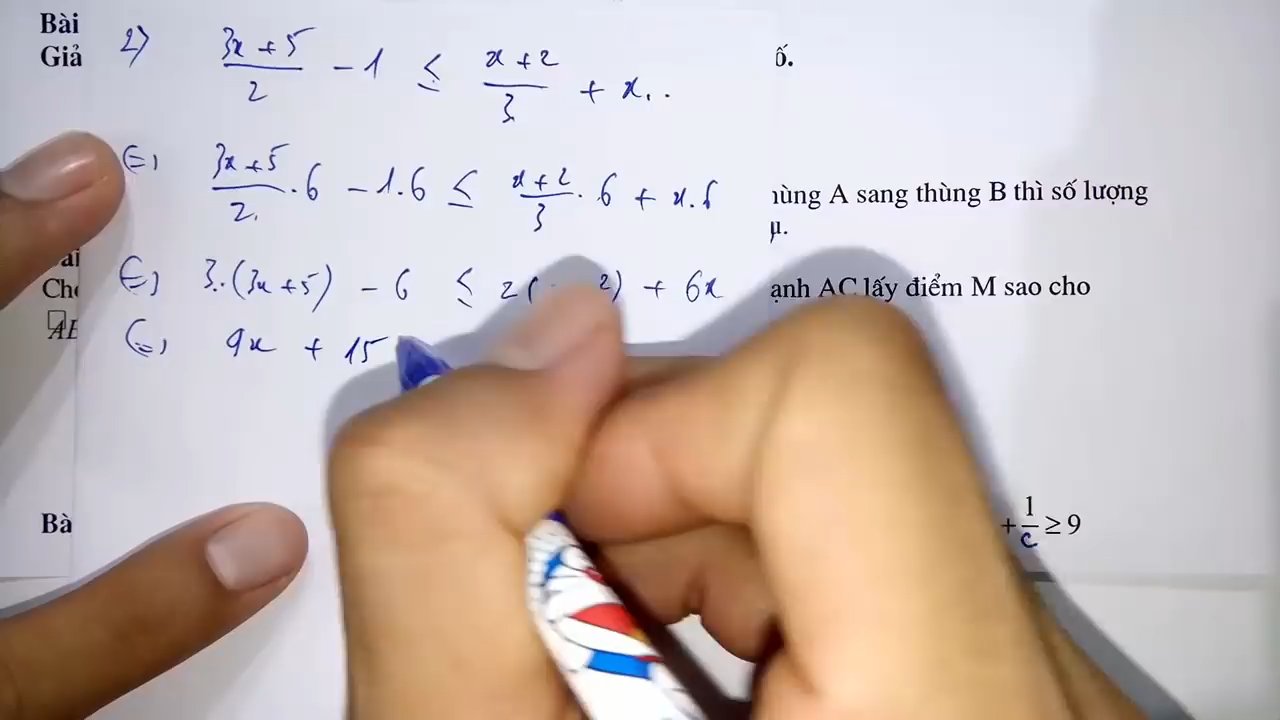 Bài
Giả
2) (3x + 5)/2 - 1 ≤ (x + 2)/3 + x.
ố.
⇔ (3x + 5)/2 . 6 - 1.6 ≤ (x + 2)/3 . 6 + x.6
hùng A sang thùng B thì số lượng
⇔ 3.(3x + 5) - 6 ≤ 2( 2) + 6x
ạnh AC lấy điểm M sao cho
⇔ 9x + 15
Bà
+ 1/c ≥ 9